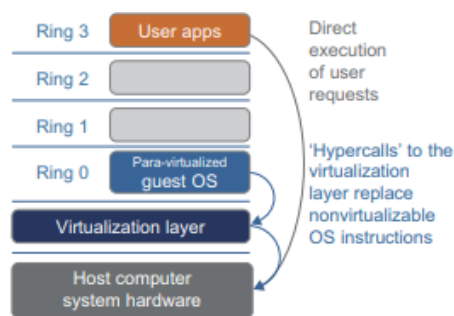 Ring 3
User apps
Ring 2
Ring 1
Ring 0
Para-virtualized
guest OS
Virtualization layer
Host computer
system hardware
Direct
execution
of user
requests
'Hypercalls' to the
virtualization
layer replace
nonvirtualizable
OS instructions